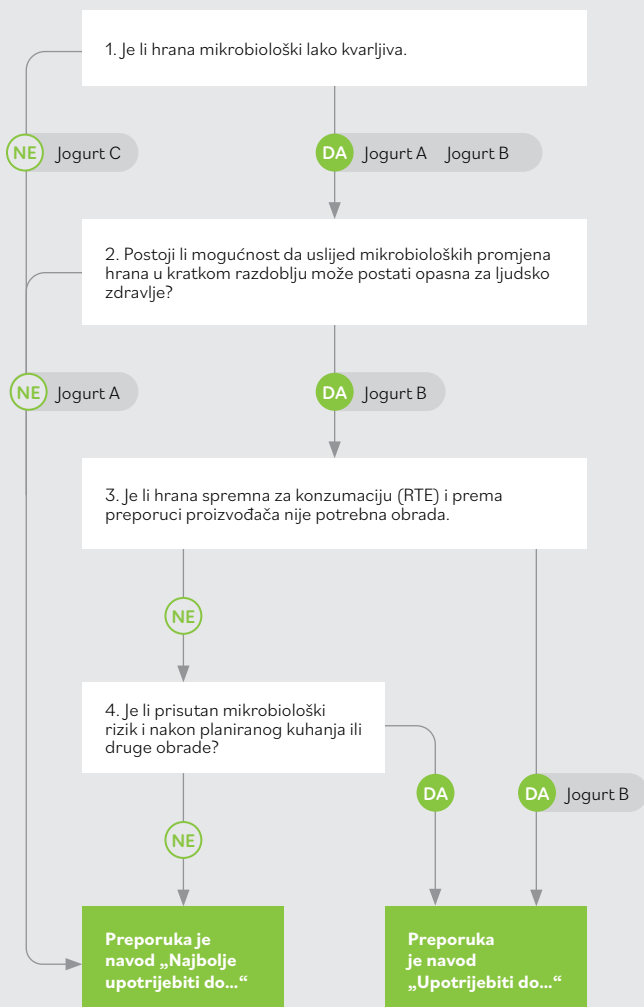 1. Je li hrana mikrobiološki lako kvarljiva.
NE Jogurt C
DA Jogurt A Jogurt B
2. Postoji li mogućnost da uslijed mikrobioloških promjena
hrana u kratkom razdoblju može postati opasna za ljudsko
zdravlje?
NE Jogurt A
DA Jogurt B
3. Je li hrana spremna za konzumaciju (RTE) i prema
preporuci proizvođača nije potrebna obrada.
NE
4. Je li prisutan mikrobiološki
rizik i nakon planiranog kuhanja ili
druge obrade?
DA
DA Jogurt B
NE
Preporuka je
navod „Najbolje
upotrijebiti do...“
Preporuka
je navod
„Upotrijebiti do...“